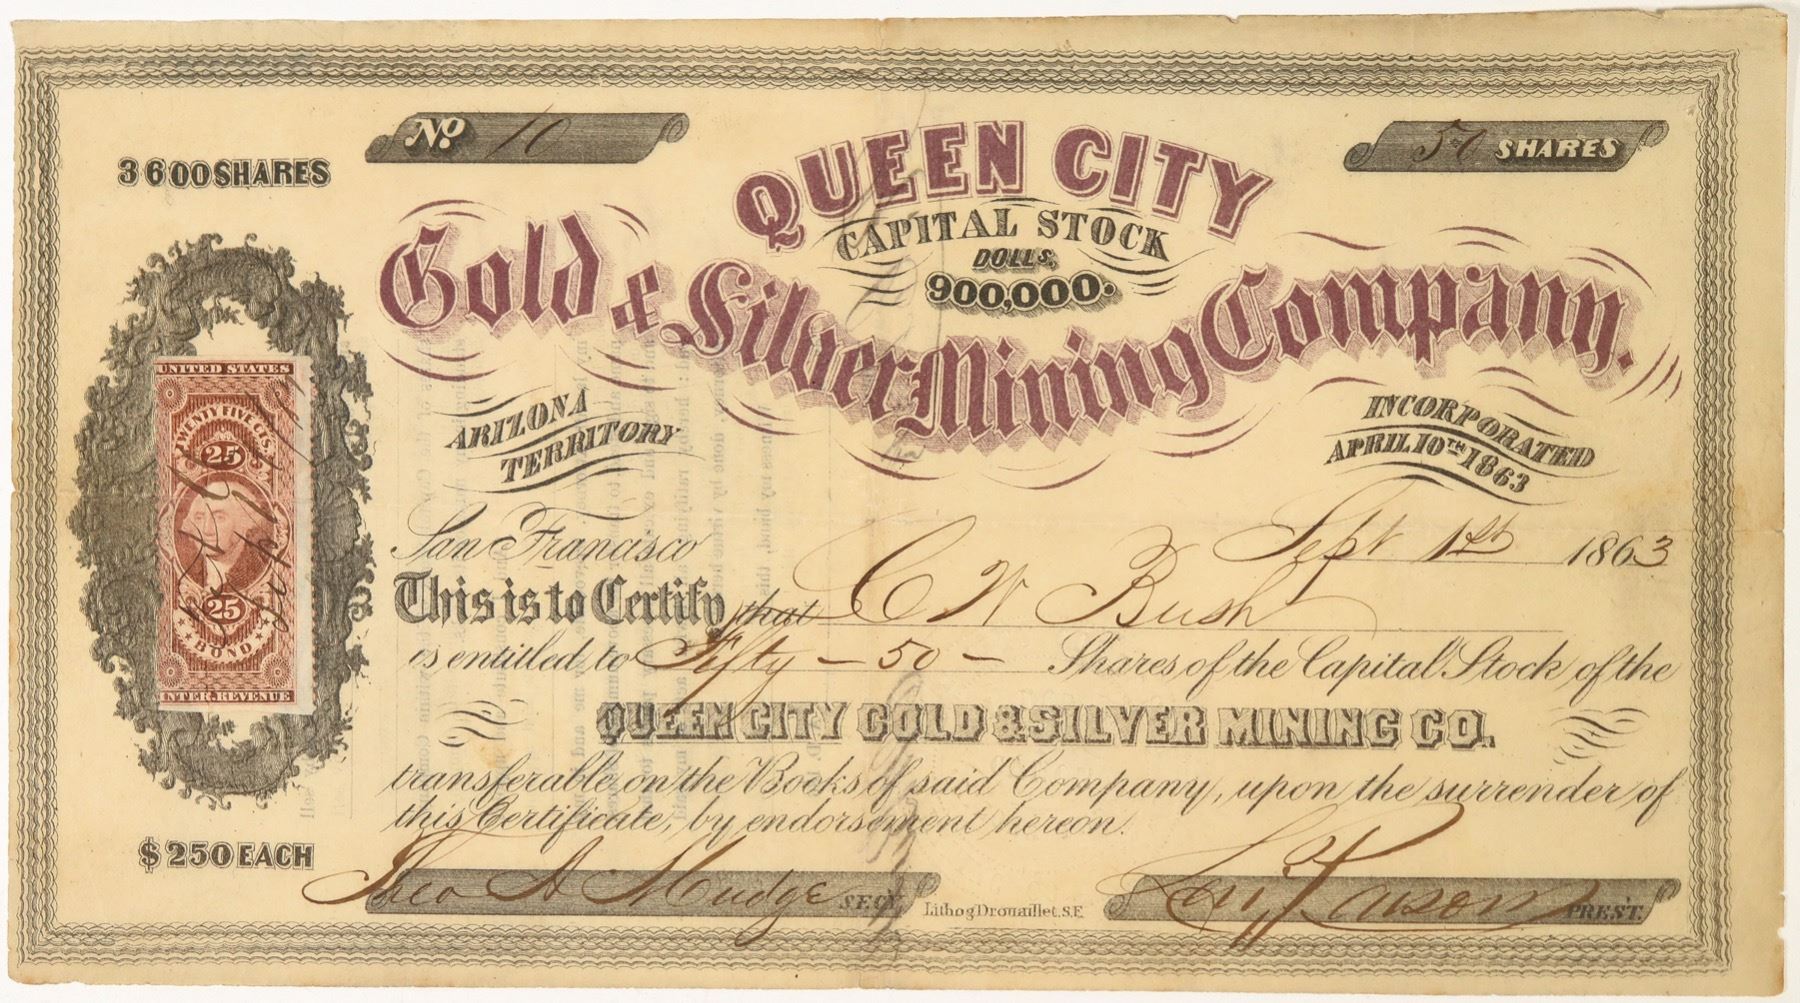 No. 10
50 SHARES
3600 SHARES
QUEEN CITY
CAPITAL STOCK
DOLLS,
900,000.
Gold & Silver Mining Company.
ARIZONA
TERRITORY
INCORPORATED
APRIL 10TH 1863
UNITED STATES
TWENTY FIVE CTS
25
25
BOND
INTER. REVENUE
San Francisco Sept 1st 1863
This is to Certify that C W Bush
is entitled to Fifty - 50 - Shares of the Capital Stock of the
QUEEN CITY GOLD & SILVER MINING CO.
transferable on the Books of said Company, upon the surrender of
this Certificate, by endorsement hereon.
$250 EACH
Theo A Mudge SECY.
Lithog Drouaillet. S.F.
PREST.